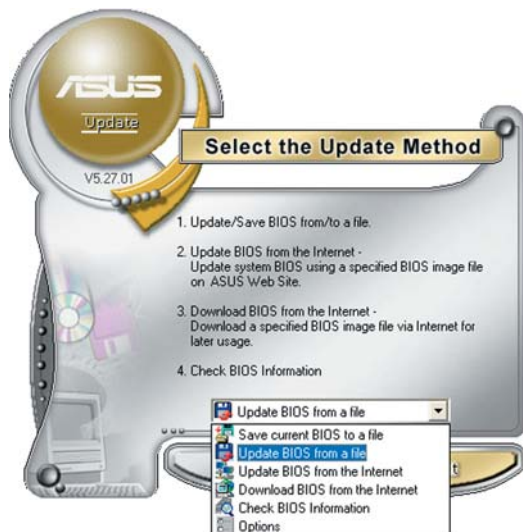 ASUS
Update
V5.27.01
Select the Update Method
1. Update/Save BIOS from/to a file.
2. Update BIOS from the Internet -
Update system BIOS using a specified BIOS image file
on ASUS Web Site.
3. Download BIOS from the Internet -
Download a specified BIOS image file via Internet for
later usage.
4. Check BIOS Information
Update BIOS from a file
Save current BIOS to a file
Update BIOS from a file
Update BIOS from the Internet
Download BIOS from the Internet
Check BIOS Information
Options